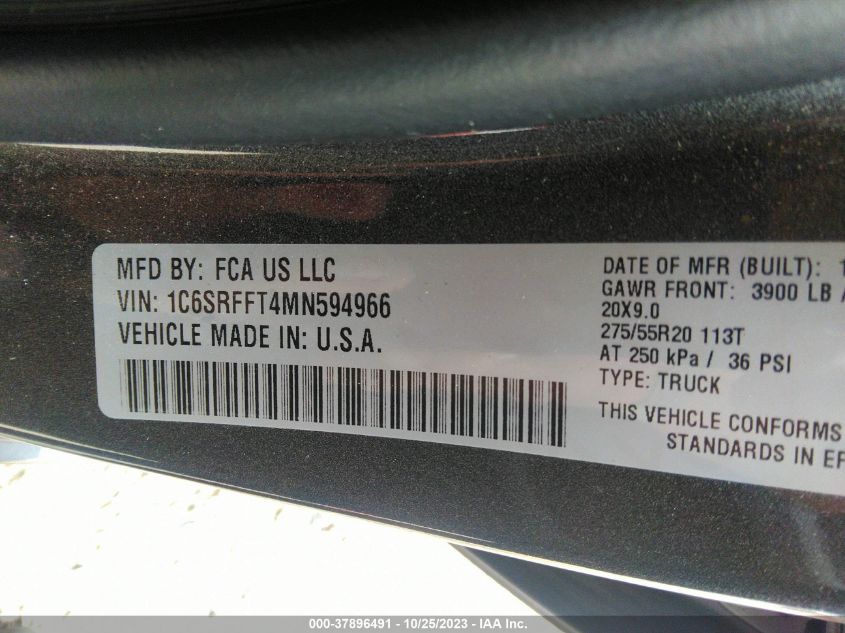 MFD BY: FCA US LLC
VIN: 1C6SRFFT4MN594966
VEHICLE MADE IN: U.S.A.
DATE OF MFR (BUILT): 1
GAWR FRONT: 3900 LB
20X9.0
275/55R20 113T
AT 250 kPa / 36 PSI
TYPE: TRUCK
THIS VEHICLE CONFORMS
STANDARDS IN
000-37896491 - 10/25/2023 - IAA Inc.